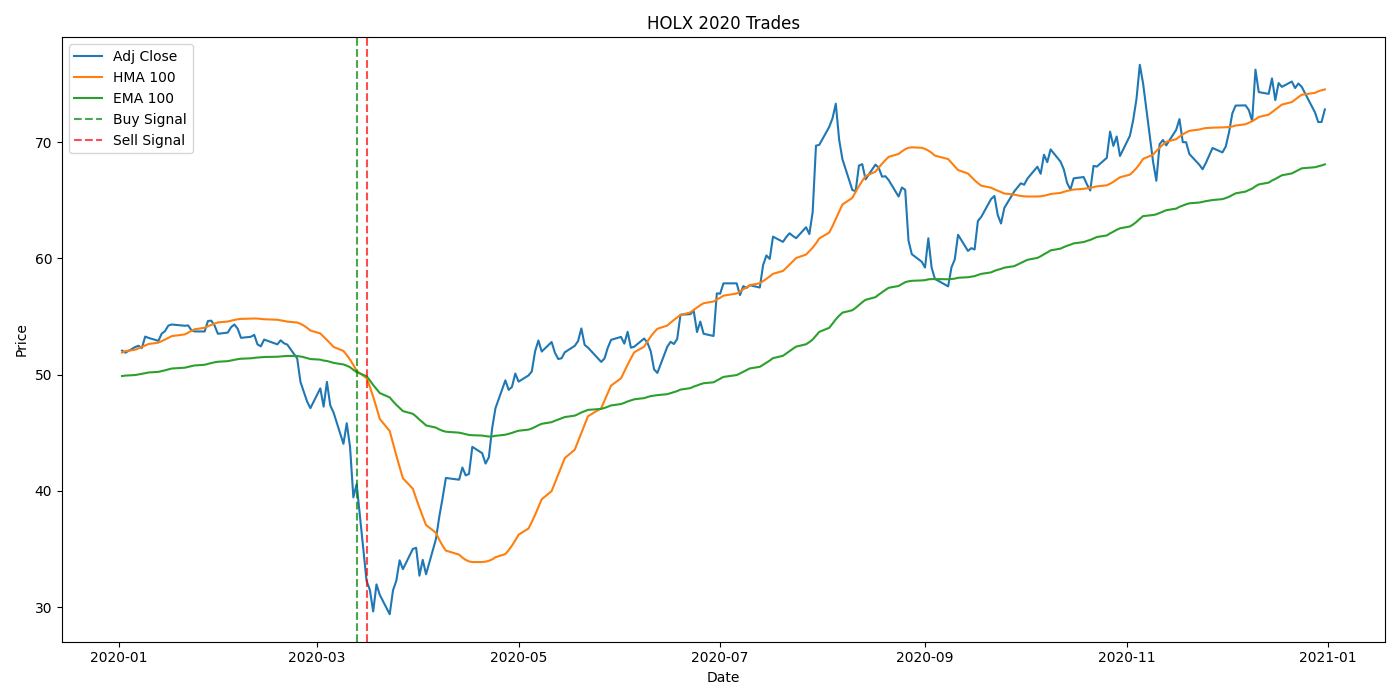 HOLX 2020 Trades
Adj Close
HMA 100
EMA 100
Buy Signal
Sell Signal
Price
70
60
50
40
30
2020-01
2020-03
2020-05
2020-07
2020-09
2020-11
2021-01
Date